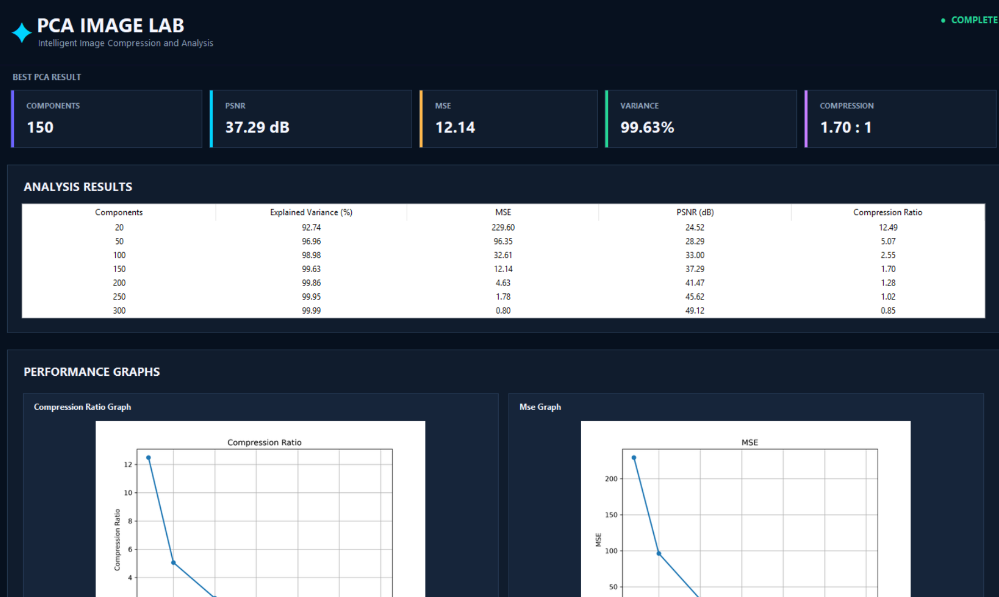 PCA IMAGE LAB
Intelligent Image Compression and Analysis
● COMPLETE
BEST PCA RESULT
COMPONENTS
150
PSNR
37.29 dB
MSE
12.14
VARIANCE
99.63%
COMPRESSION
1.70 : 1
ANALYSIS RESULTS
Components Explained Variance (%) MSE PSNR (dB) Compression Ratio
20 92.74 229.60 24.52 12.49
50 96.96 96.35 28.29 5.07
100 98.98 32.61 33.00 2.55
150 99.63 12.14 37.29 1.70
200 99.86 4.63 41.47 1.28
250 99.95 1.78 45.62 1.02
300 99.99 0.80 49.12 0.85
PERFORMANCE GRAPHS
Compression Ratio Graph
Compression Ratio
Compression Ratio
12
10
8
6
4
Mse Graph
MSE
MSE
200
150
100
50